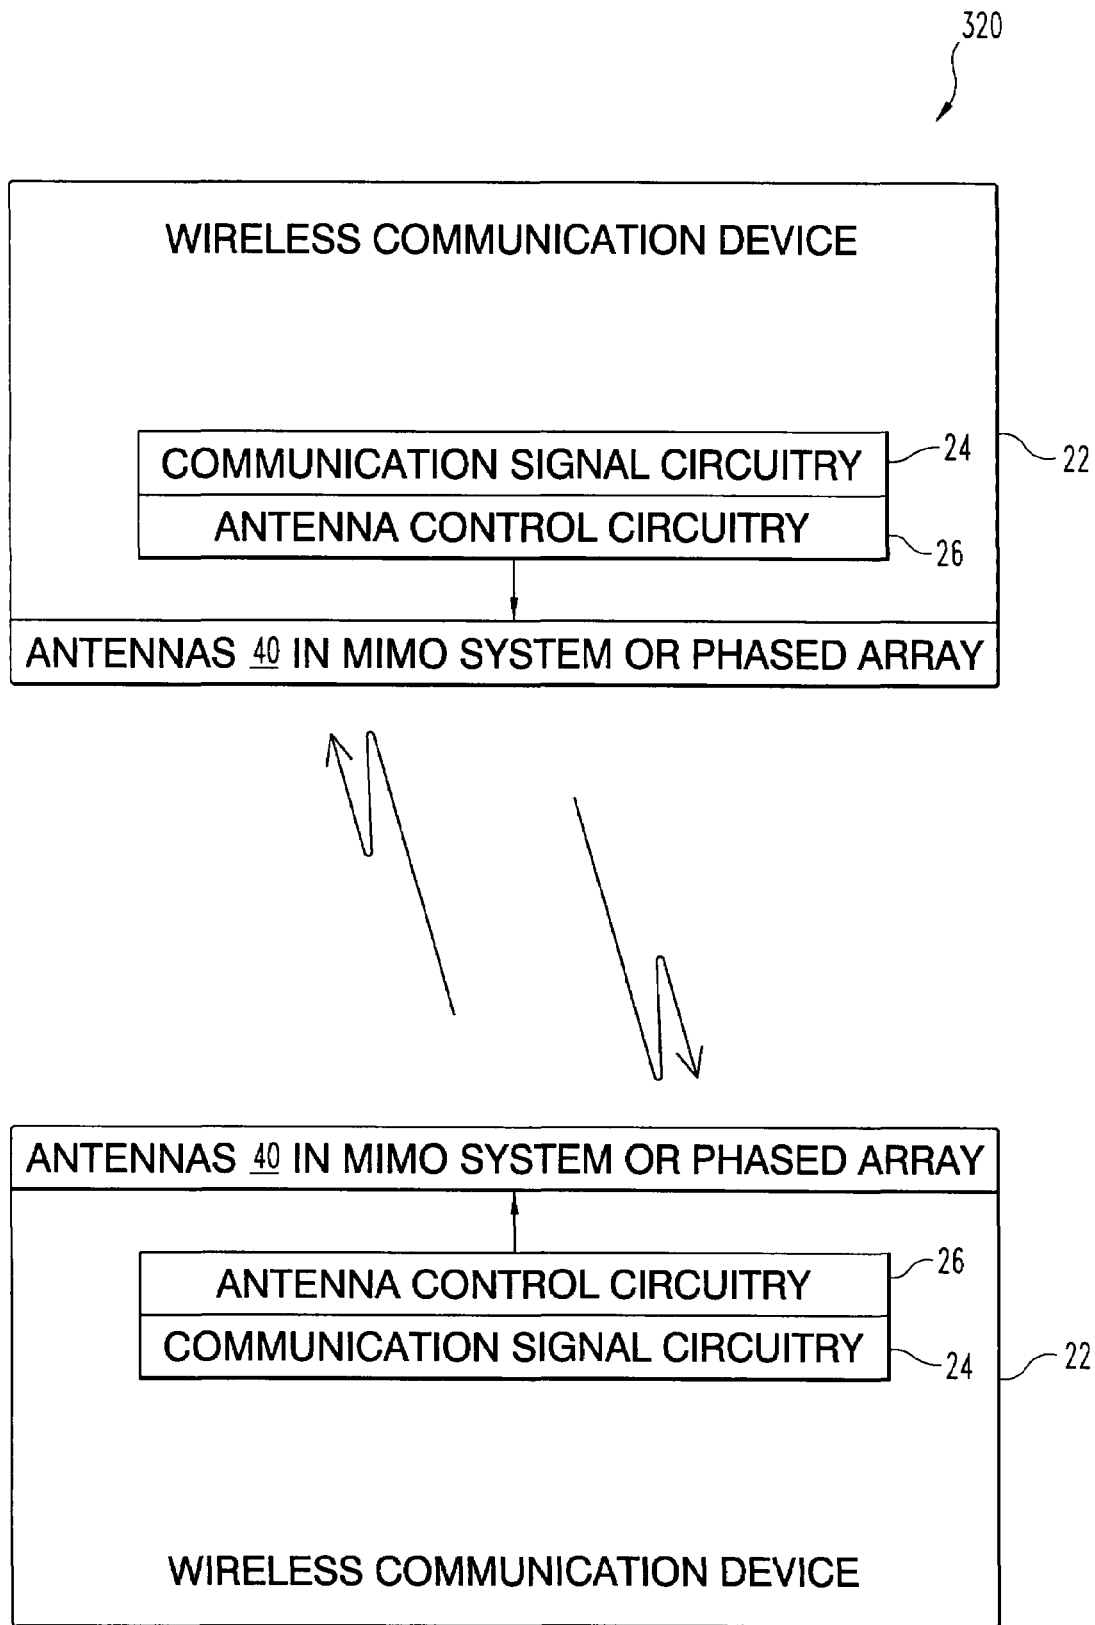 320
WIRELESS COMMUNICATION DEVICE
COMMUNICATION SIGNAL CIRCUITRY
24
22
ANTENNA CONTROL CIRCUITRY
26
ANTENNAS 40 IN MIMO SYSTEM OR PHASED ARRAY
ANTENNAS 40 IN MIMO SYSTEM OR PHASED ARRAY
26
ANTENNA CONTROL CIRCUITRY
COMMUNICATION SIGNAL CIRCUITRY
24
22
WIRELESS COMMUNICATION DEVICE